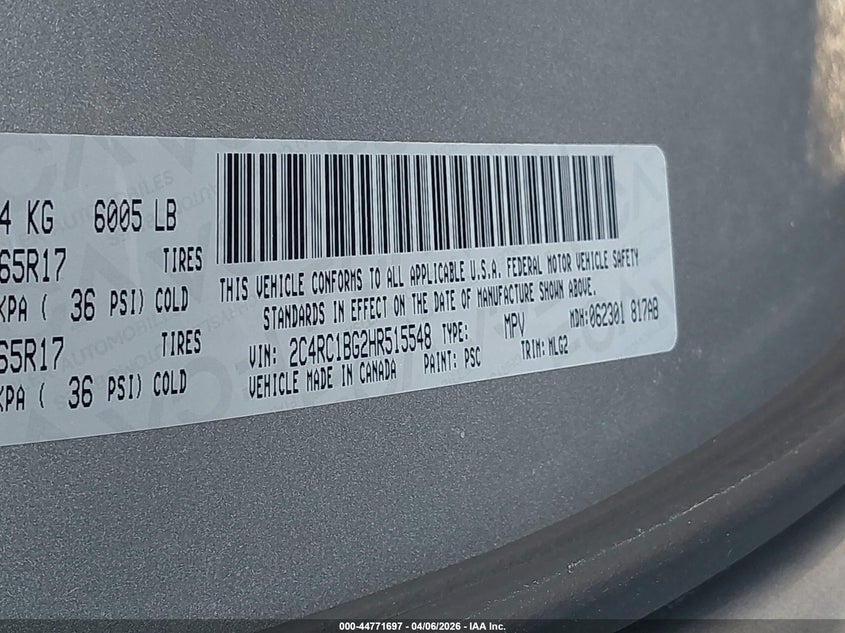 4 KG 6005 LB
65R17 TIRES
KPA ( 36 PSI) COLD
65R17 TIRES
KPA ( 36 PSI) COLD
THIS VEHICLE CONFORMS TO ALL APPLICABLE U.S.A. FEDERAL MOTOR VEHICLE SAFETY
STANDARDS IN EFFECT ON THE DATE OF MANUFACTURE SHOWN ABOVE.
VIN: 2C4RC1BG2HR515548 TYPE: MPV MDH:062301 817AB
VEHICLE MADE IN CANADA PAINT: PSC TRIM: MLG2
000-44771697 - 04/06/2026 - IAA Inc.